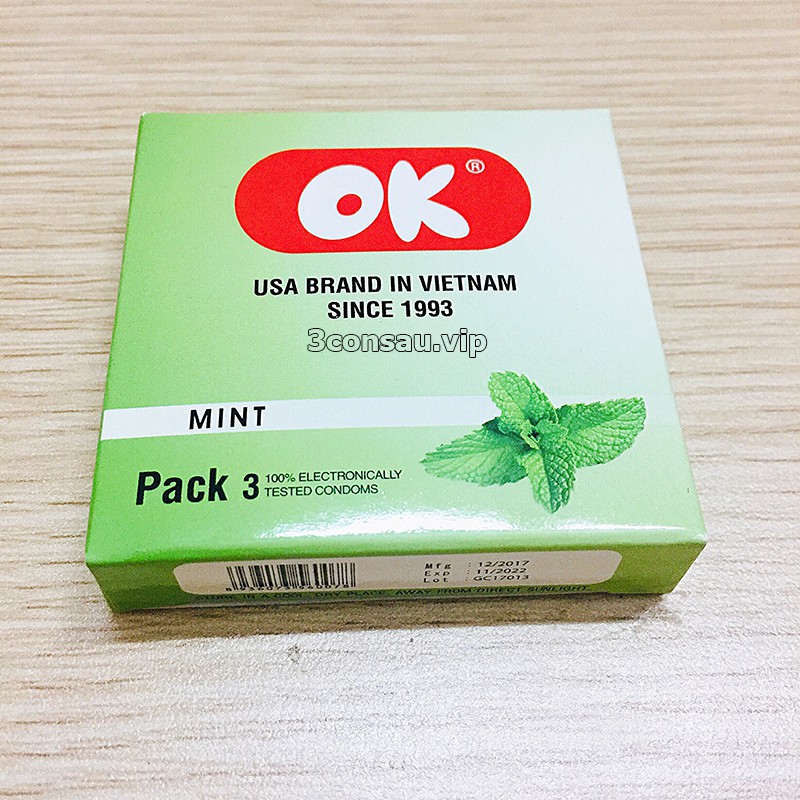 OK®
USA BRAND IN VIETNAM
SINCE 1993
3consau.vip
MINT
Pack 3 100% ELECTRONICALLY
TESTED CONDOMS
Mfg : 12/2017
Exp : 11/2022
Lot : GC17013
IN A COOL, DRY PLACE, AWAY FROM DIRECT SUNLIGHT